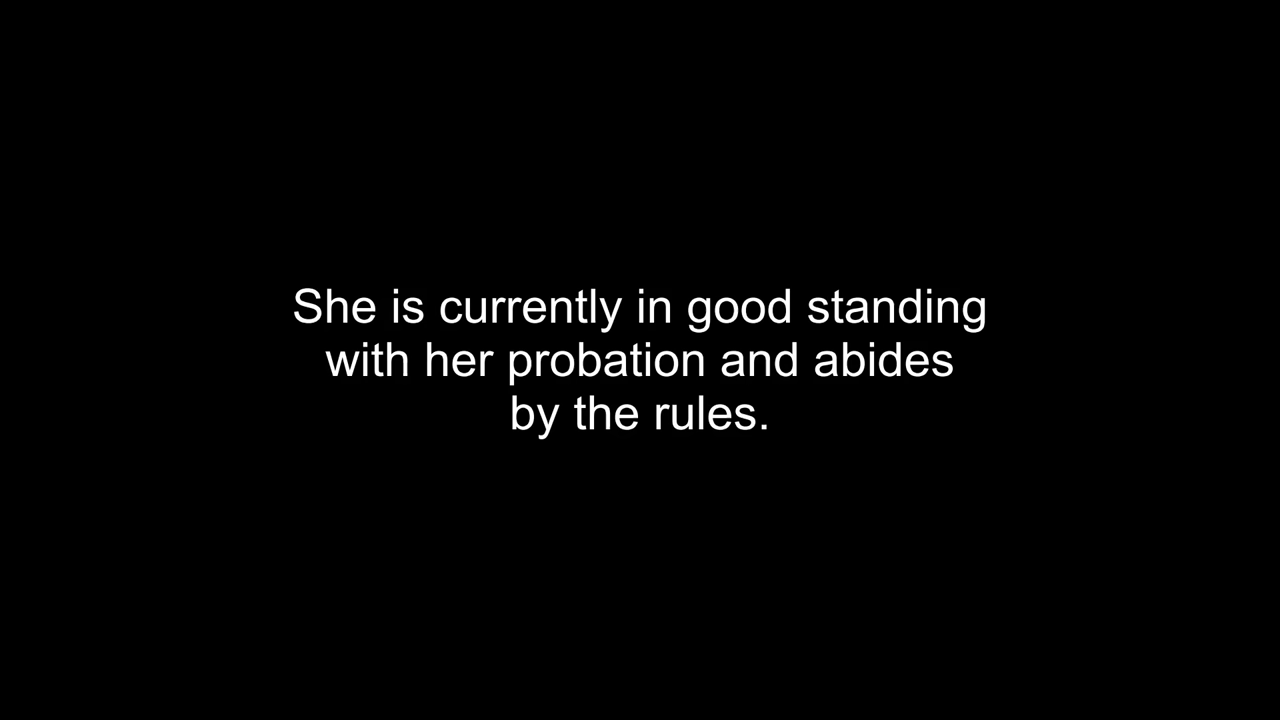 She is currently in good standing
with her probation and abides
by the rules.